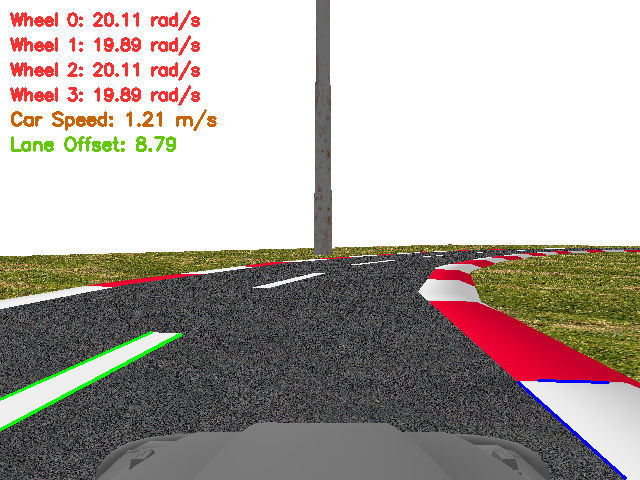 Wheel 0: 20.11 rad/s
Wheel 1: 19.89 rad/s
Wheel 2: 20.11 rad/s
Wheel 3: 19.89 rad/s
Car Speed: 1.21 m/s
Lane Offset: 8.79